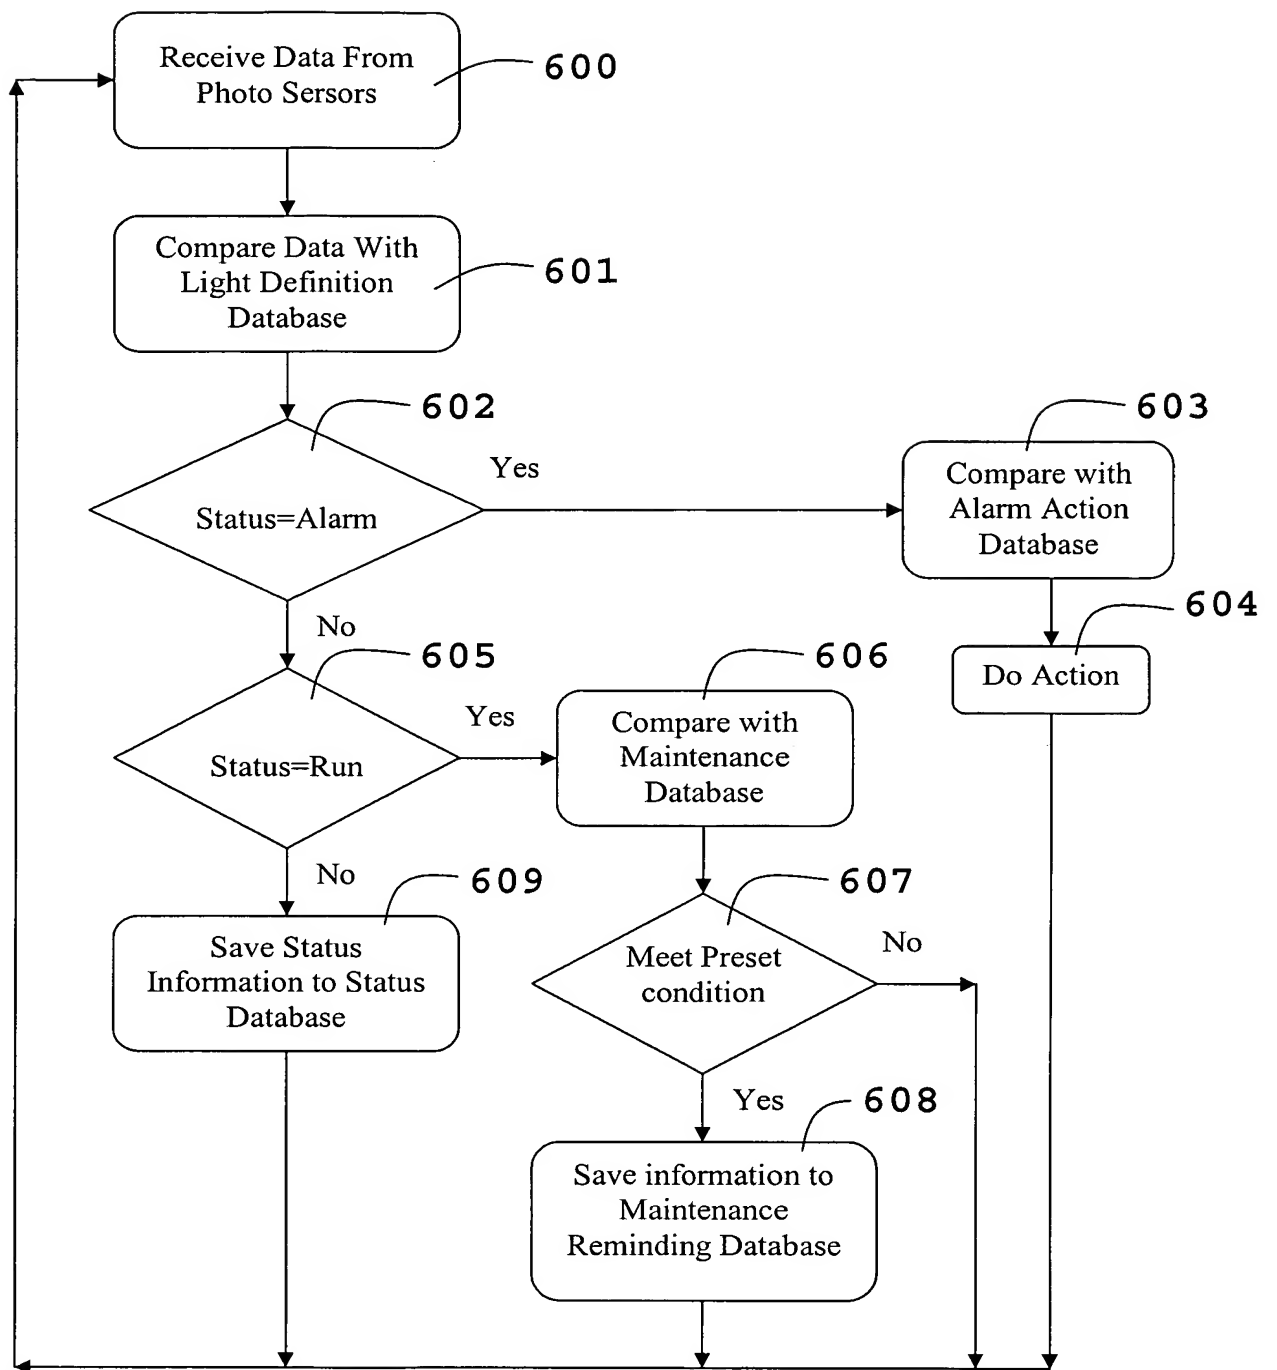 Receive Data From
Photo Sersors
600
Compare Data With
Light Definition
Database
601
602
Status=Alarm
Yes
603
Compare with
Alarm Action
Database
604
Do Action
No
605
Status=Run
Yes
606
Compare with
Maintenance
Database
No
609
Save Status
Information to Status
Database
607
Meet Preset
condition
No
Yes
608
Save information to
Maintenance
Reminding Database